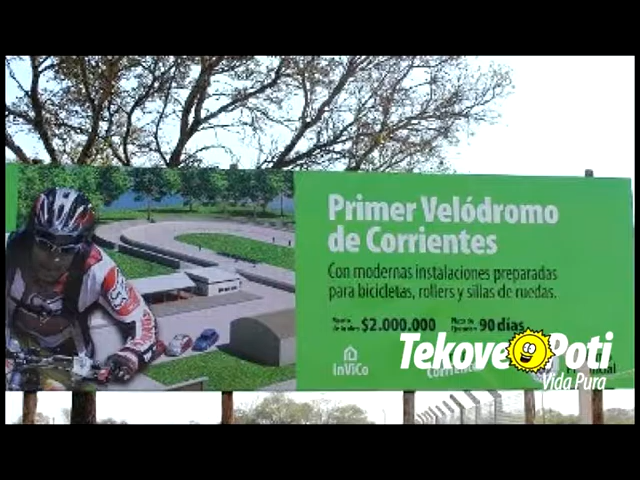 Primer Velódromo
de Corrientes
Con modernas instalaciones preparadas
para bicicletas, rollers y sillas de ruedas.
$2.000.000
90 días
InViCo
Tekove Poti
Vida Pura